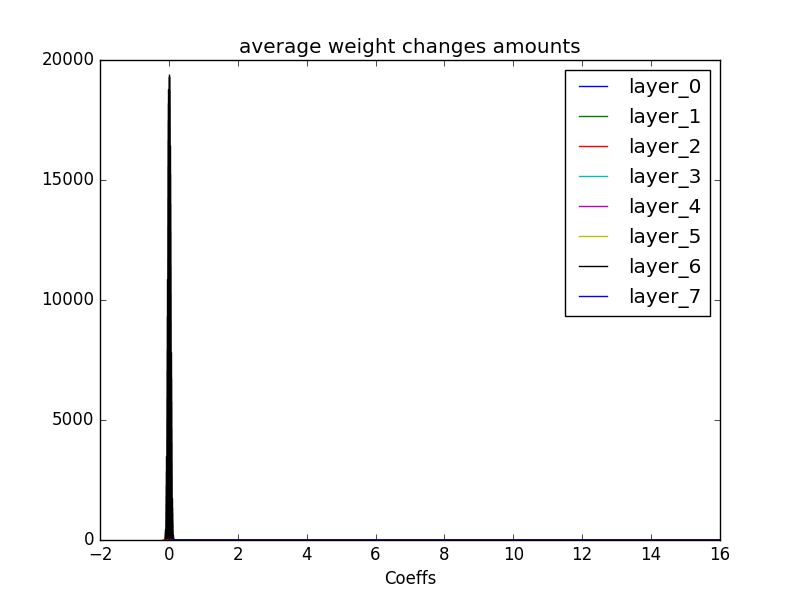 average weight changes amounts
20000
15000
10000
5000
0
−2 0 2 4 6 8 10 12 14 16
Coeffs
layer_0
layer_1
layer_2
layer_3
layer_4
layer_5
layer_6
layer_7